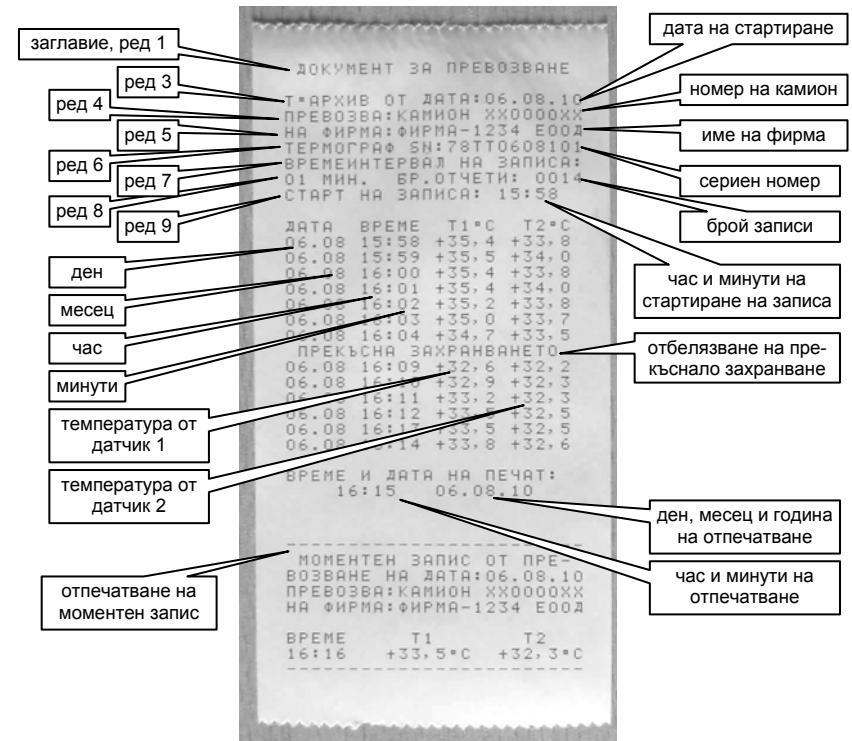 заглавие, ред 1
ред 3
ред 4
ред 5
ред 6
ред 7
ред 8
ред 9
ден
месец
час
минути
температура от
датчик 1
температура от
датчик 2
отпечатване на
моментен запис
ДОКУМЕНТ ЗА ПРЕВОЗВАНЕ
Т°АРХИВ ОТ ДАТА:06.08.10
ПРЕВОЗВА:КАМИОН XX0000XX
НА ФИРМА:ФИРМА-1234 ЕООД
ТЕРМОГРАФ SN:78TT0608101
ВРЕМЕИНТЕРВАЛ НА ЗАПИСА:
01 МИН. БР.ОТЧЕТИ: 0014
СТАРТ НА ЗАПИСА: 15:58
ДАТА ВРЕМЕ Т1°С Т2°С
06.08 15:58 +35,4 +33,8
06.08 15:59 +35,5 +34,0
06.08 16:00 +35,4 +33,8
06.08 16:01 +35,4 +34,0
06.08 16:02 +35,2 +33,8
06.08 16:03 +35,0 +33,7
06.08 16:04 +34,7 +33,5
ПРЕКЪСНА ЗАХРАНВАНЕТО
06.08 16:09 +32,6 +32,2
06.08 16:10 +32,9 +32,3
06.08 16:11 +33,2 +32,3
06.08 16:12 +32,5
06.08 16:13 +33,5 +32,5
06.08 16:14 +33,8 +32,6
ВРЕМЕ И ДАТА НА ПЕЧАТ:
16:15 06.08.10
МОМЕНТЕН ЗАПИС ОТ ПРЕ-
ВОЗВАНЕ НА ДАТА:06.08.10
ПРЕВОЗВА:КАМИОН XX0000XX
НА ФИРМА:ФИРМА-1234 ЕООД
ВРЕМЕ Т1 Т2
16:16 +33,5°С +32,3°С
дата на стартиране
номер на камион
име на фирма
сериен номер
брой записи
час и минути на
стартиране на записа
отбелязване на пре-
къснало захранване
ден, месец и година
на отпечатване
час и минути на
отпечатване